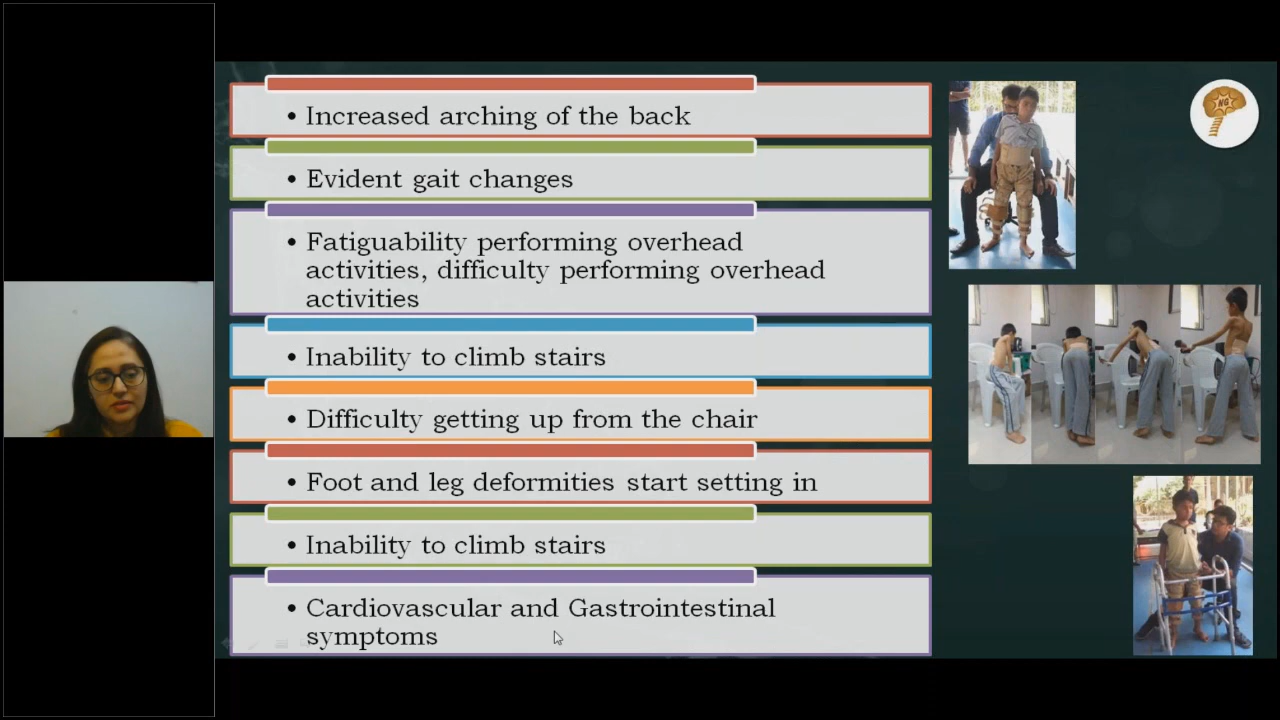 • Increased arching of the back
• Evident gait changes
• Fatiguability performing overhead
activities, difficulty performing overhead
activities
• Inability to climb stairs
• Difficulty getting up from the chair
• Foot and leg deformities start setting in
• Inability to climb stairs
• Cardiovascular and Gastrointestinal
symptoms
NG